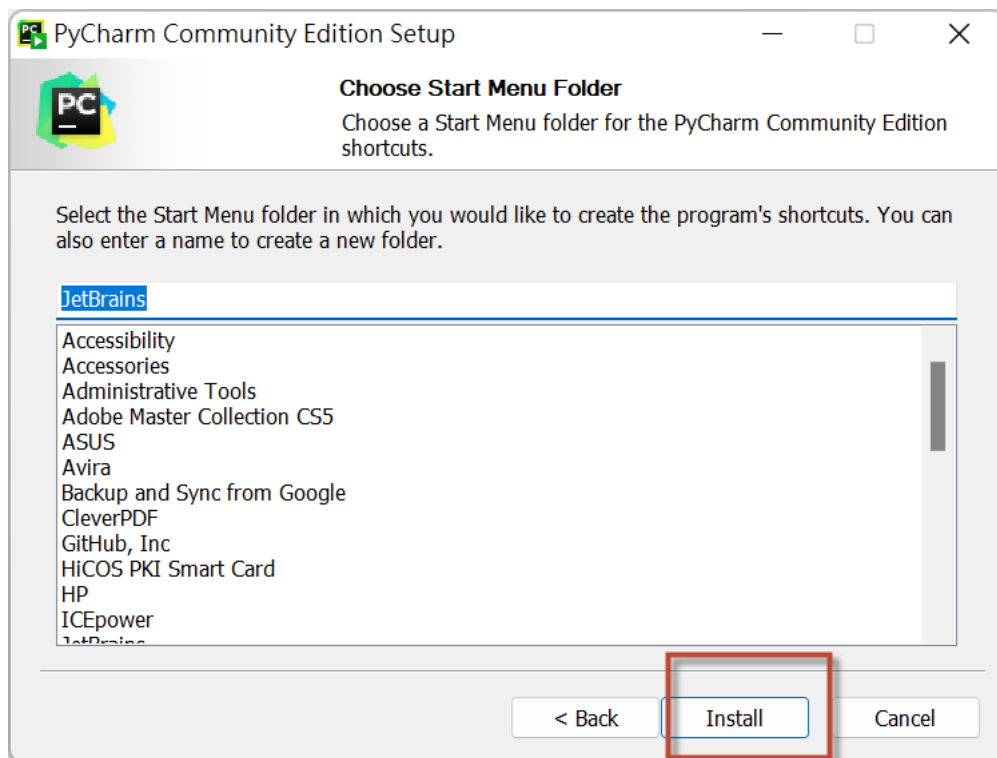 PyCharm Community Edition Setup
PC
Choose Start Menu Folder
Choose a Start Menu folder for the PyCharm Community Edition
shortcuts.
Select the Start Menu folder in which you would like to create the program's shortcuts. You can
also enter a name to create a new folder.
JetBrains
Accessibility
Accessories
Administrative Tools
Adobe Master Collection CS5
ASUS
Avira
Backup and Sync from Google
CleverPDF
GitHub, Inc
HiCOS PKI Smart Card
HP
ICEpower
JetBrains
< Back Install Cancel